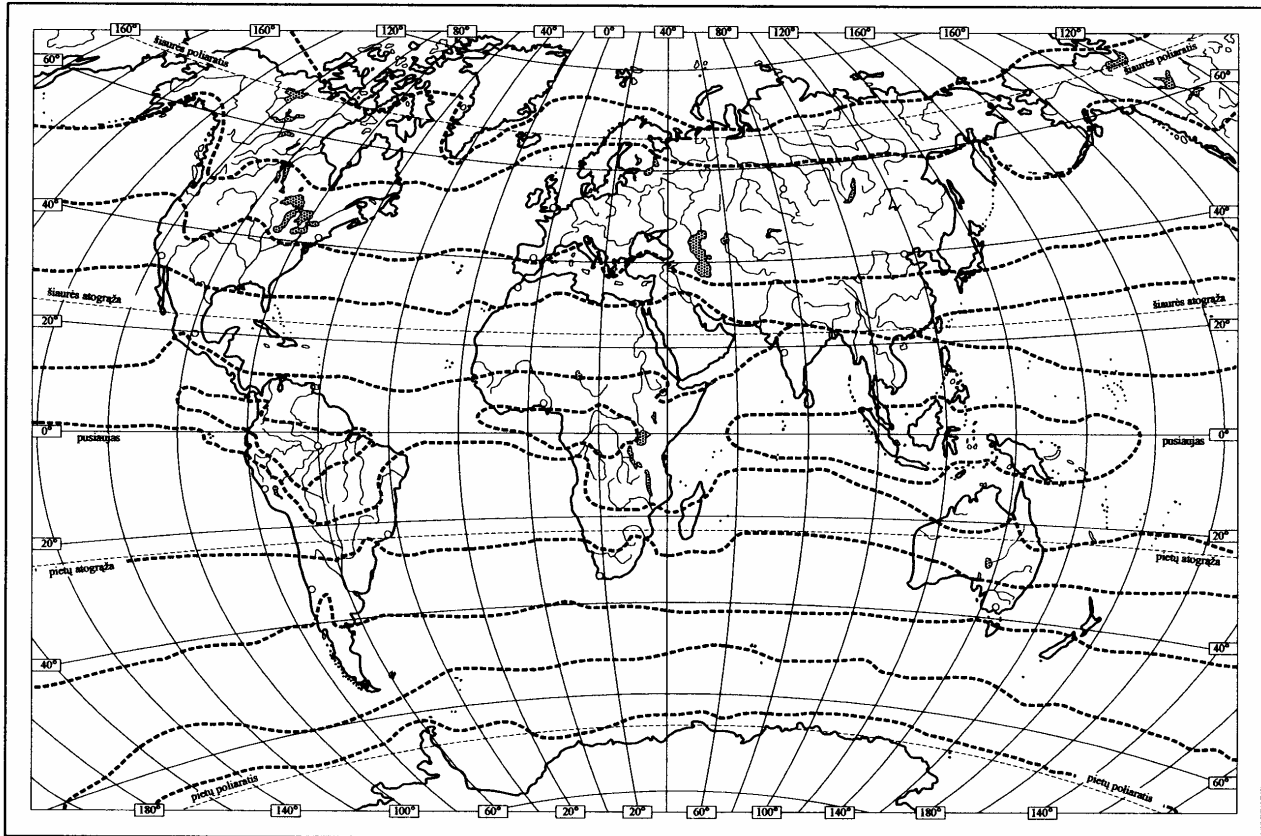 160° 160° 120° 80° 40° 0° 40° 80° 120° 160° 160° 120°
šiaurės poliaratis
šiaurės poliaratis
60°
60°
40°
40°
šiaurės atogrąža
šiaurės atogrąža
20°
20°
0°
pusiaujas
pusiaujas
0°
20°
20°
pietų atogrąža
pietų atogrąža
40°
40°
60°
pietų poliaratis
pietų poliaratis
180° 140° 100° 60° 20° 20° 60° 100° 140° 180° 140°